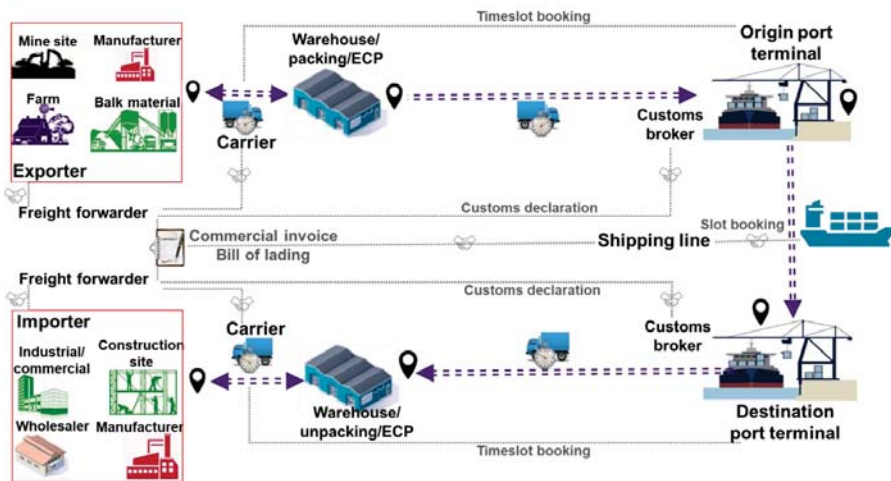 Timeslot booking
Mine site
Manufacturer
Warehouse/
packing/ECP
Origin port
terminal
Farm
Balk material
Carrier
Customs
broker
Exporter
Freight forwarder
Customs declaration
Commercial invoice
Bill of lading
Shipping line
Slot booking
Freight forwarder
Customs declaration
Importer
Carrier
Customs
broker
Industrial/
commercial
Construction
site
Wholesaler
Manufacturer
Warehouse/
unpacking/ECP
Destination
port terminal
Timeslot booking